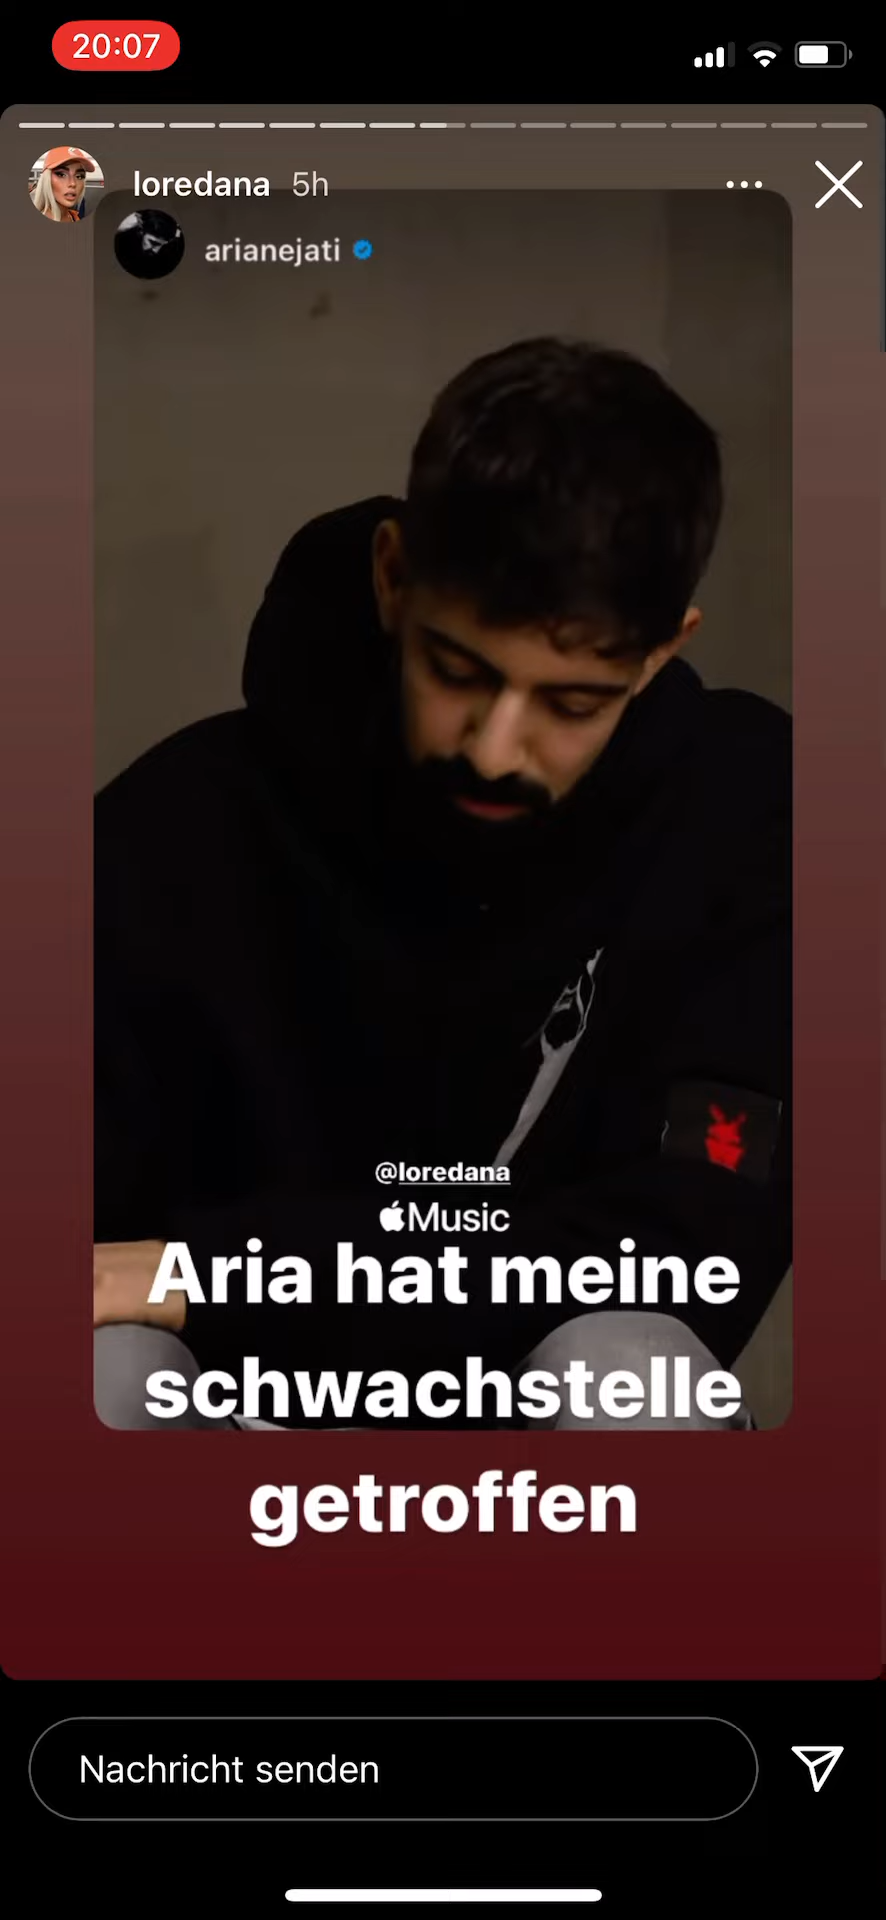 20:07
loredana 5h
arianejati
@loredana
Music
Aria hat meine
schwachstelle
getroffen
Nachricht senden